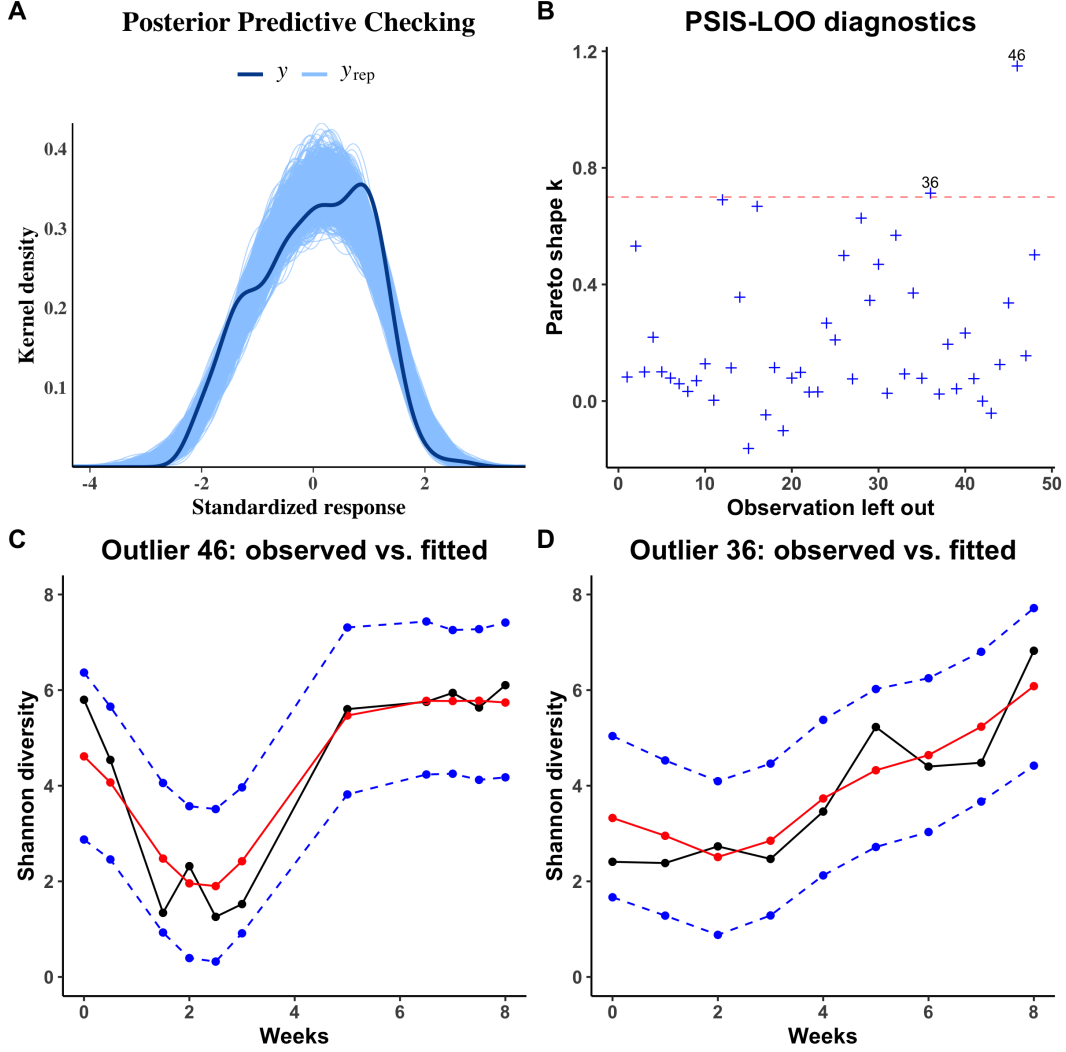 A
Posterior Predictive Checking
y yrep
0.4
0.3
0.2
0.1
Kernel density
-4 -2 0 2
Standardized response
B
PSIS-LOO diagnostics
1.2
0.8
0.4
0.0
Pareto shape k
46
36
0 10 20 30 40 50
Observation left out
C
Outlier 46: observed vs. fitted
8
6
4
2
0
Shannon diversity
0 2 4 6 8
Weeks
D
Outlier 36: observed vs. fitted
8
6
4
2
0
Shannon diversity
0 2 4 6 8
Weeks